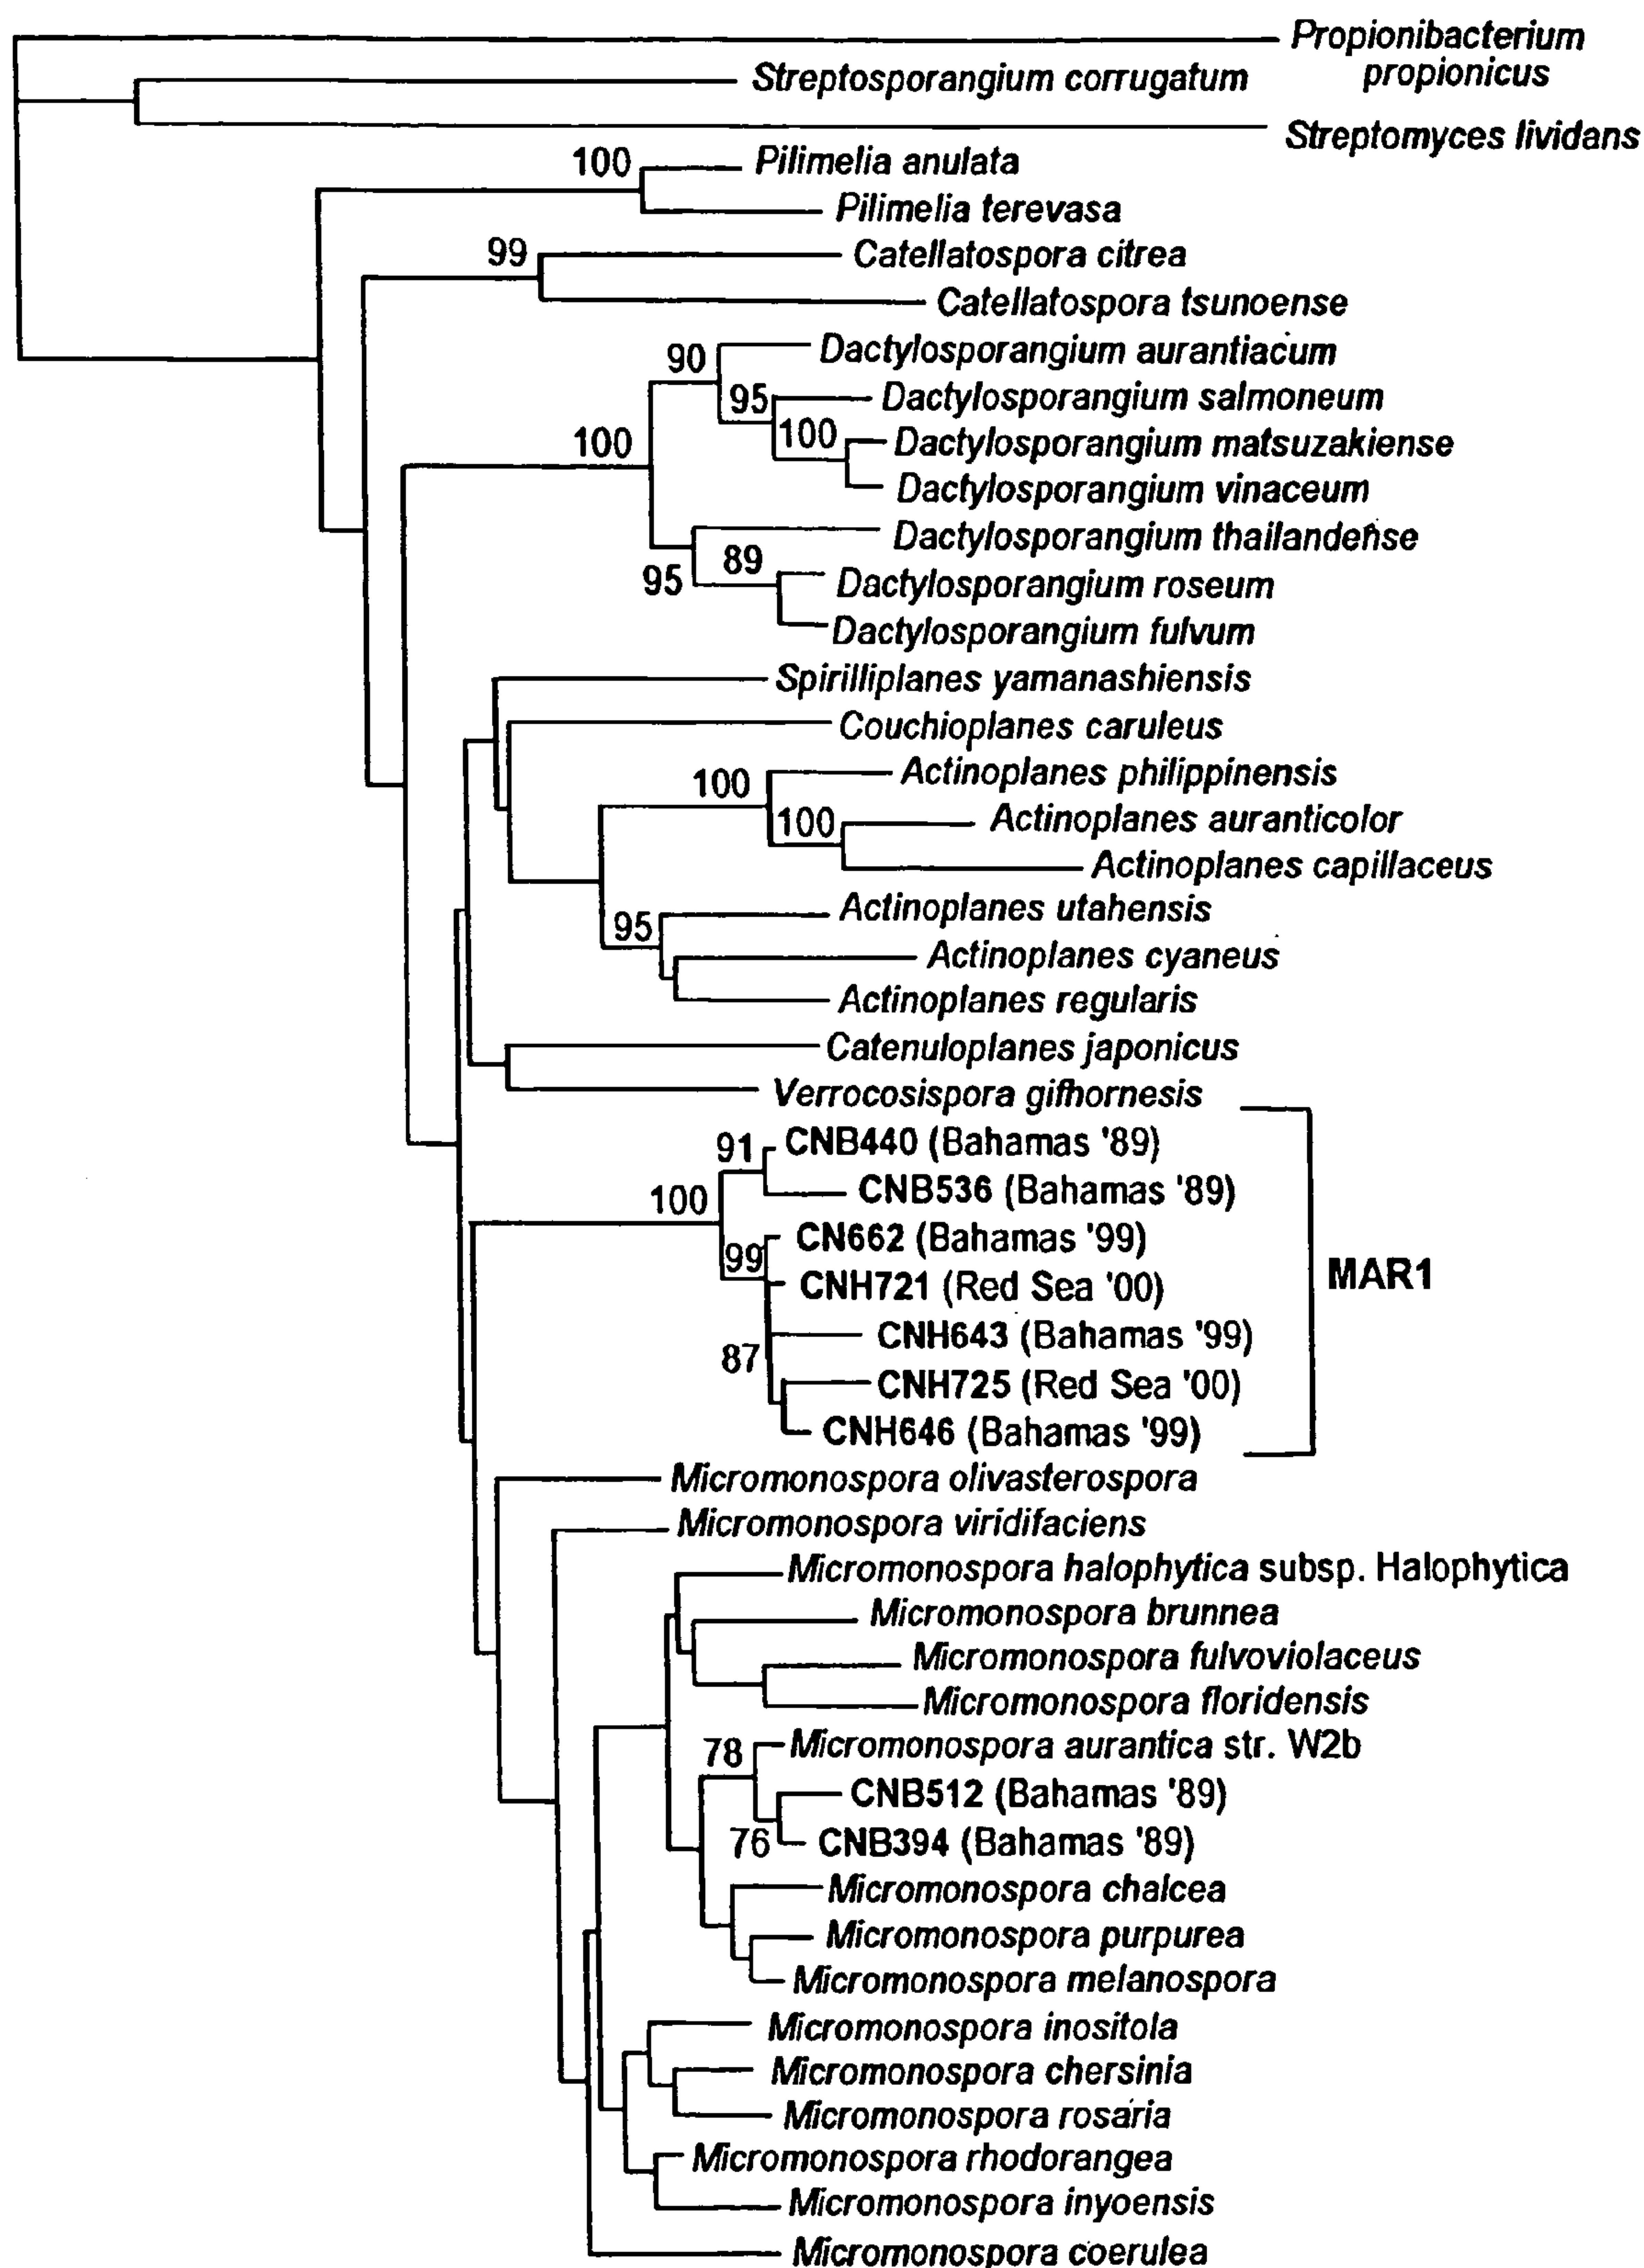 Propionibacterium
propionicus
Streptosporangium corrugatum
Streptomyces lividans
100
Pilimelia anulata
Pilimelia terevasa
99
Catellatospora citrea
Catellatospora tsunoense
90
Dactylosporangium aurantiacum
95
Dactylosporangium salmoneum
100
Dactylosporangium matsuzakiense
100
Dactylosporangium vinaceum
Dactylosporangium thailandense
95
89
Dactylosporangium roseum
Dactylosporangium fulvum
Spirilliplanes yamanashiensis
Couchioplanes caruleus
100
Actinoplanes philippinensis
100
Actinoplanes auranticolor
Actinoplanes capillaceus
Actinoplanes utahensis
95
Actinoplanes cyaneus
Actinoplanes regularis
Catenuloplanes japonicus
Verrocosispora gifhornesis
91
CNB440 (Bahamas '89)
CNB536 (Bahamas '89)
100
CN662 (Bahamas '99)
99
CNH721 (Red Sea '00)
MAR1
CNH643 (Bahamas '99)
87
CNH725 (Red Sea '00)
CNH646 (Bahamas '99)
Micromonospora olivasterospora
Micromonospora viridifaciens
Micromonospora halophytica subsp. Halophytica
Micromonospora brunnea
Micromonospora fulvoviolaceus
Micromonospora floridensis
78
Micromonospora aurantica str. W2b
CNB512 (Bahamas '89)
76
CNB394 (Bahamas '89)
Micromonospora chalcea
Micromonospora purpurea
Micromonospora melanospora
Micromonospora inositola
Micromonospora chersinia
Micromonospora rosaria
Micromonospora rhodorangea
Micromonospora inyoensis
Micromonospora coerulea